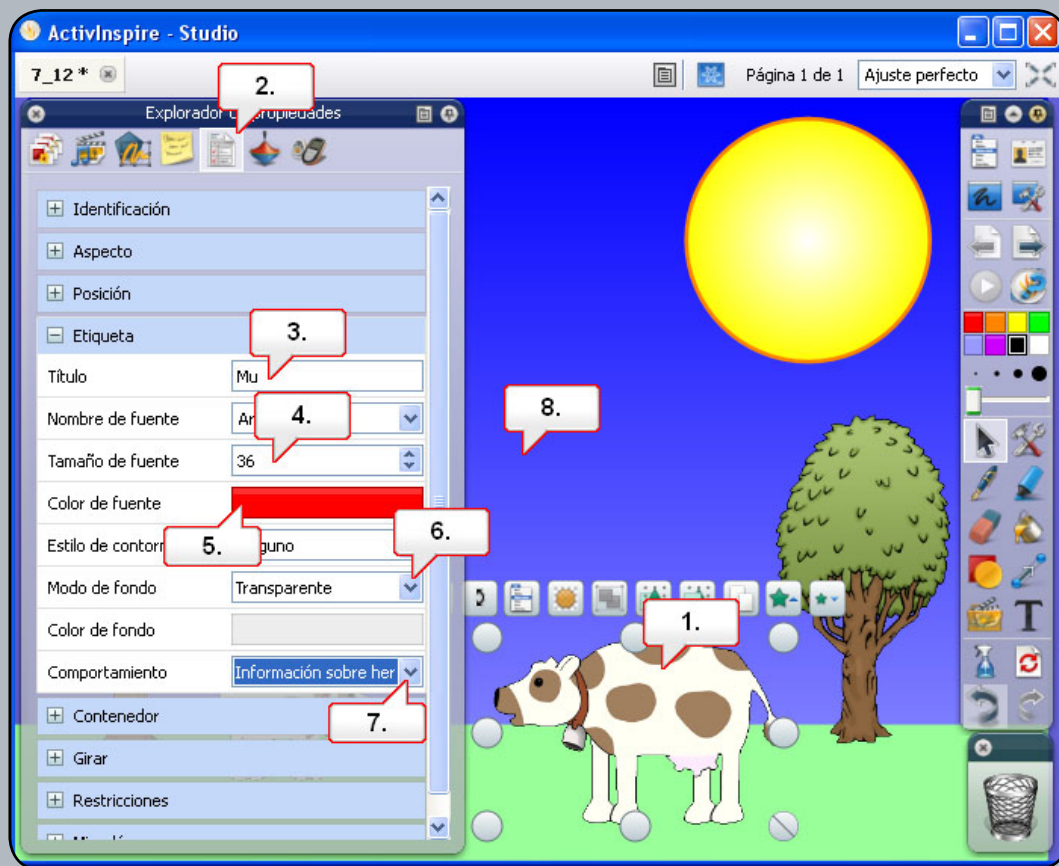 ActivInspire - Studio
7_12 *
Página 1 de 1
Ajuste perfecto
2.
Explorador propiedades
Identificación
Aspecto
Posición
Etiqueta
3.
Título
Mu
Nombre de fuente
4.
8.
Tamaño de fuente
36
Color de fuente
5.
6.
Estilo de
Modo de fondo
Transparente
1.
Color de fondo
Comportamiento
Información sobre her
7.
Contenedor
Girar
Restricciones
T